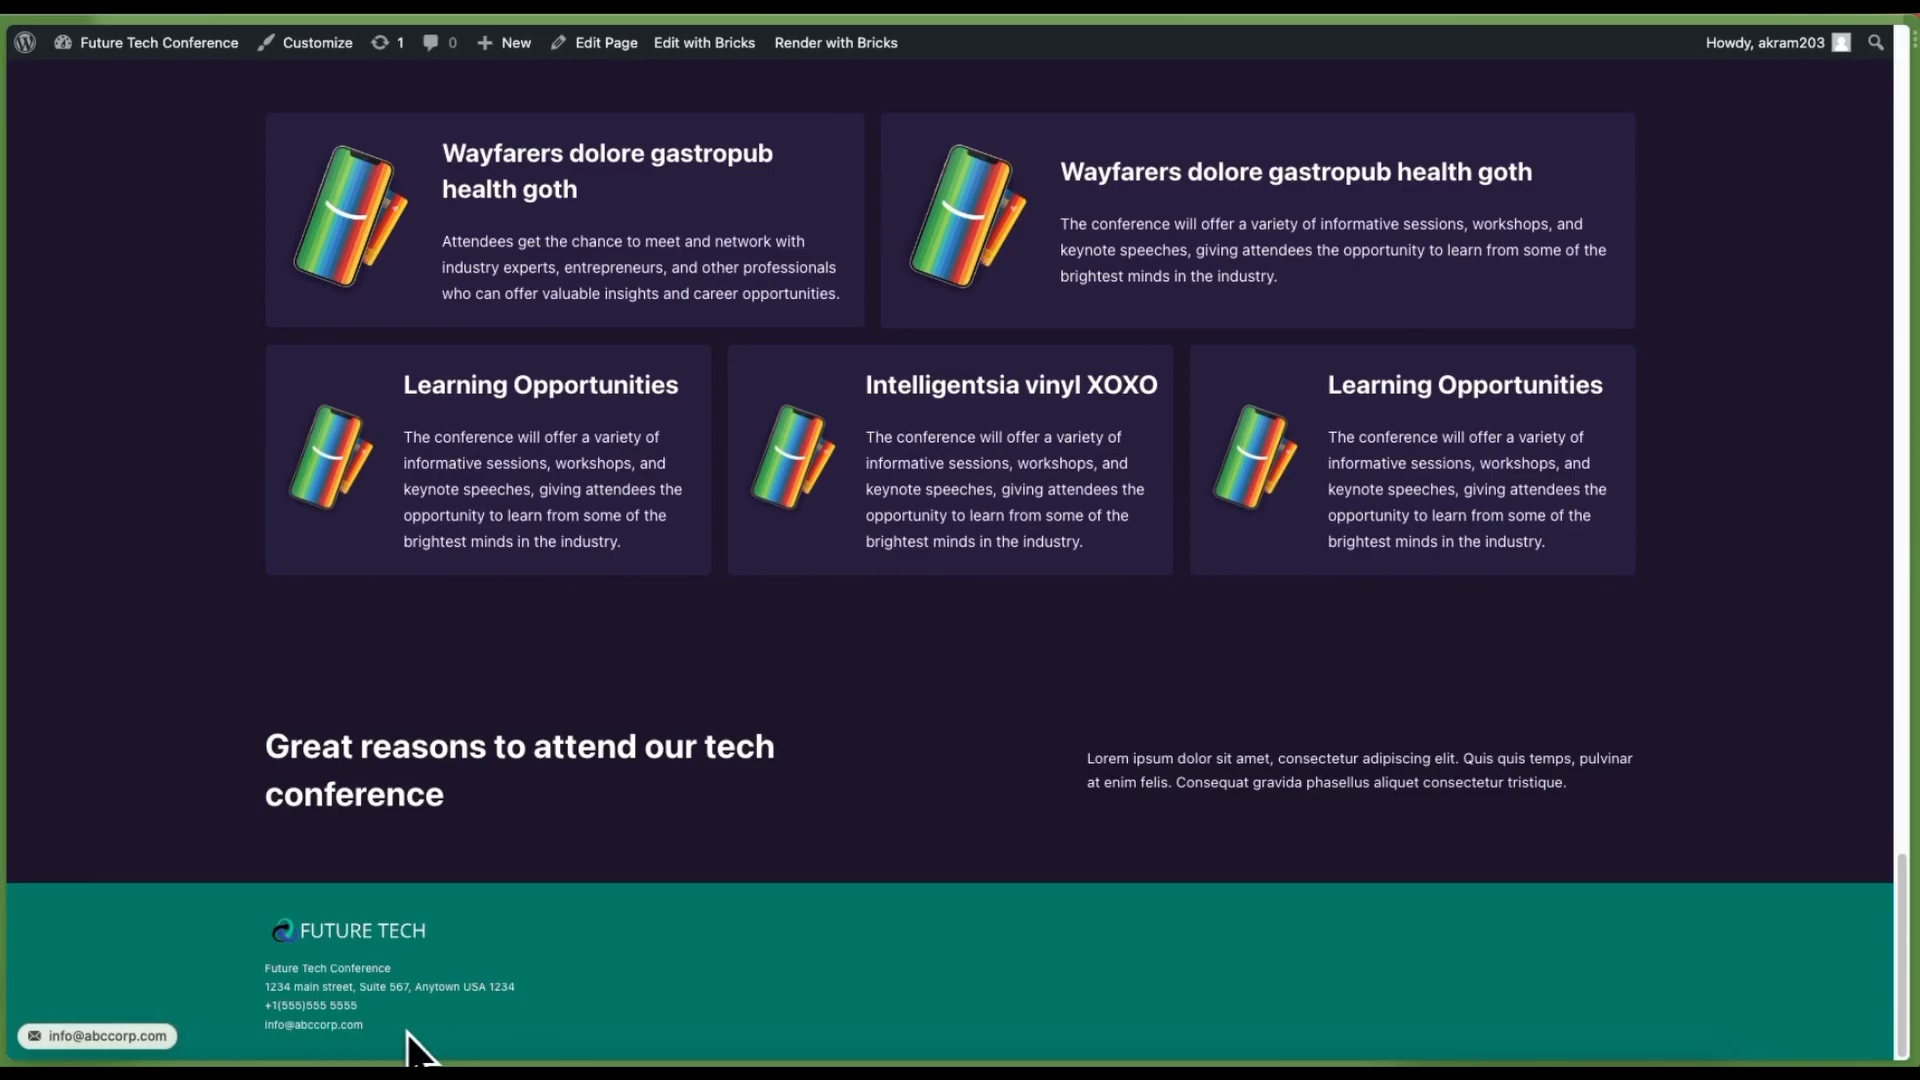 Future Tech Conference Customize 1 0 New Edit Page Edit with Bricks Render with Bricks Howdy, akram203
Wayfarers dolore gastropub
health goth
Attendees get the chance to meet and network with
industry experts, entrepreneurs, and other professionals
who can offer valuable insights and career opportunities.
Wayfarers dolore gastropub health goth
The conference will offer a variety of informative sessions, workshops, and
keynote speeches, giving attendees the opportunity to learn from some of the
brightest minds in the industry.
Learning Opportunities
The conference will offer a variety of
informative sessions, workshops, and
keynote speeches, giving attendees the
opportunity to learn from some of the
brightest minds in the industry.
Intelligentsia vinyl XOXO
The conference will offer a variety of
informative sessions, workshops, and
keynote speeches, giving attendees the
opportunity to learn from some of the
brightest minds in the industry.
Learning Opportunities
The conference will offer a variety of
informative sessions, workshops, and
keynote speeches, giving attendees the
opportunity to learn from some of the
brightest minds in the industry.
Great reasons to attend our tech
conference
Lorem ipsum dolor sit amet, consectetur adipiscing elit. Quis quis temps, pulvinar
at enim felis. Consequat gravida phasellus aliquet consectetur tristique.
FUTURE TECH
Future Tech Conference
1234 main street, Suite 567, Anytown USA 1234
+1(555)555 5555
info@abccorp.com
info@abccorp.com